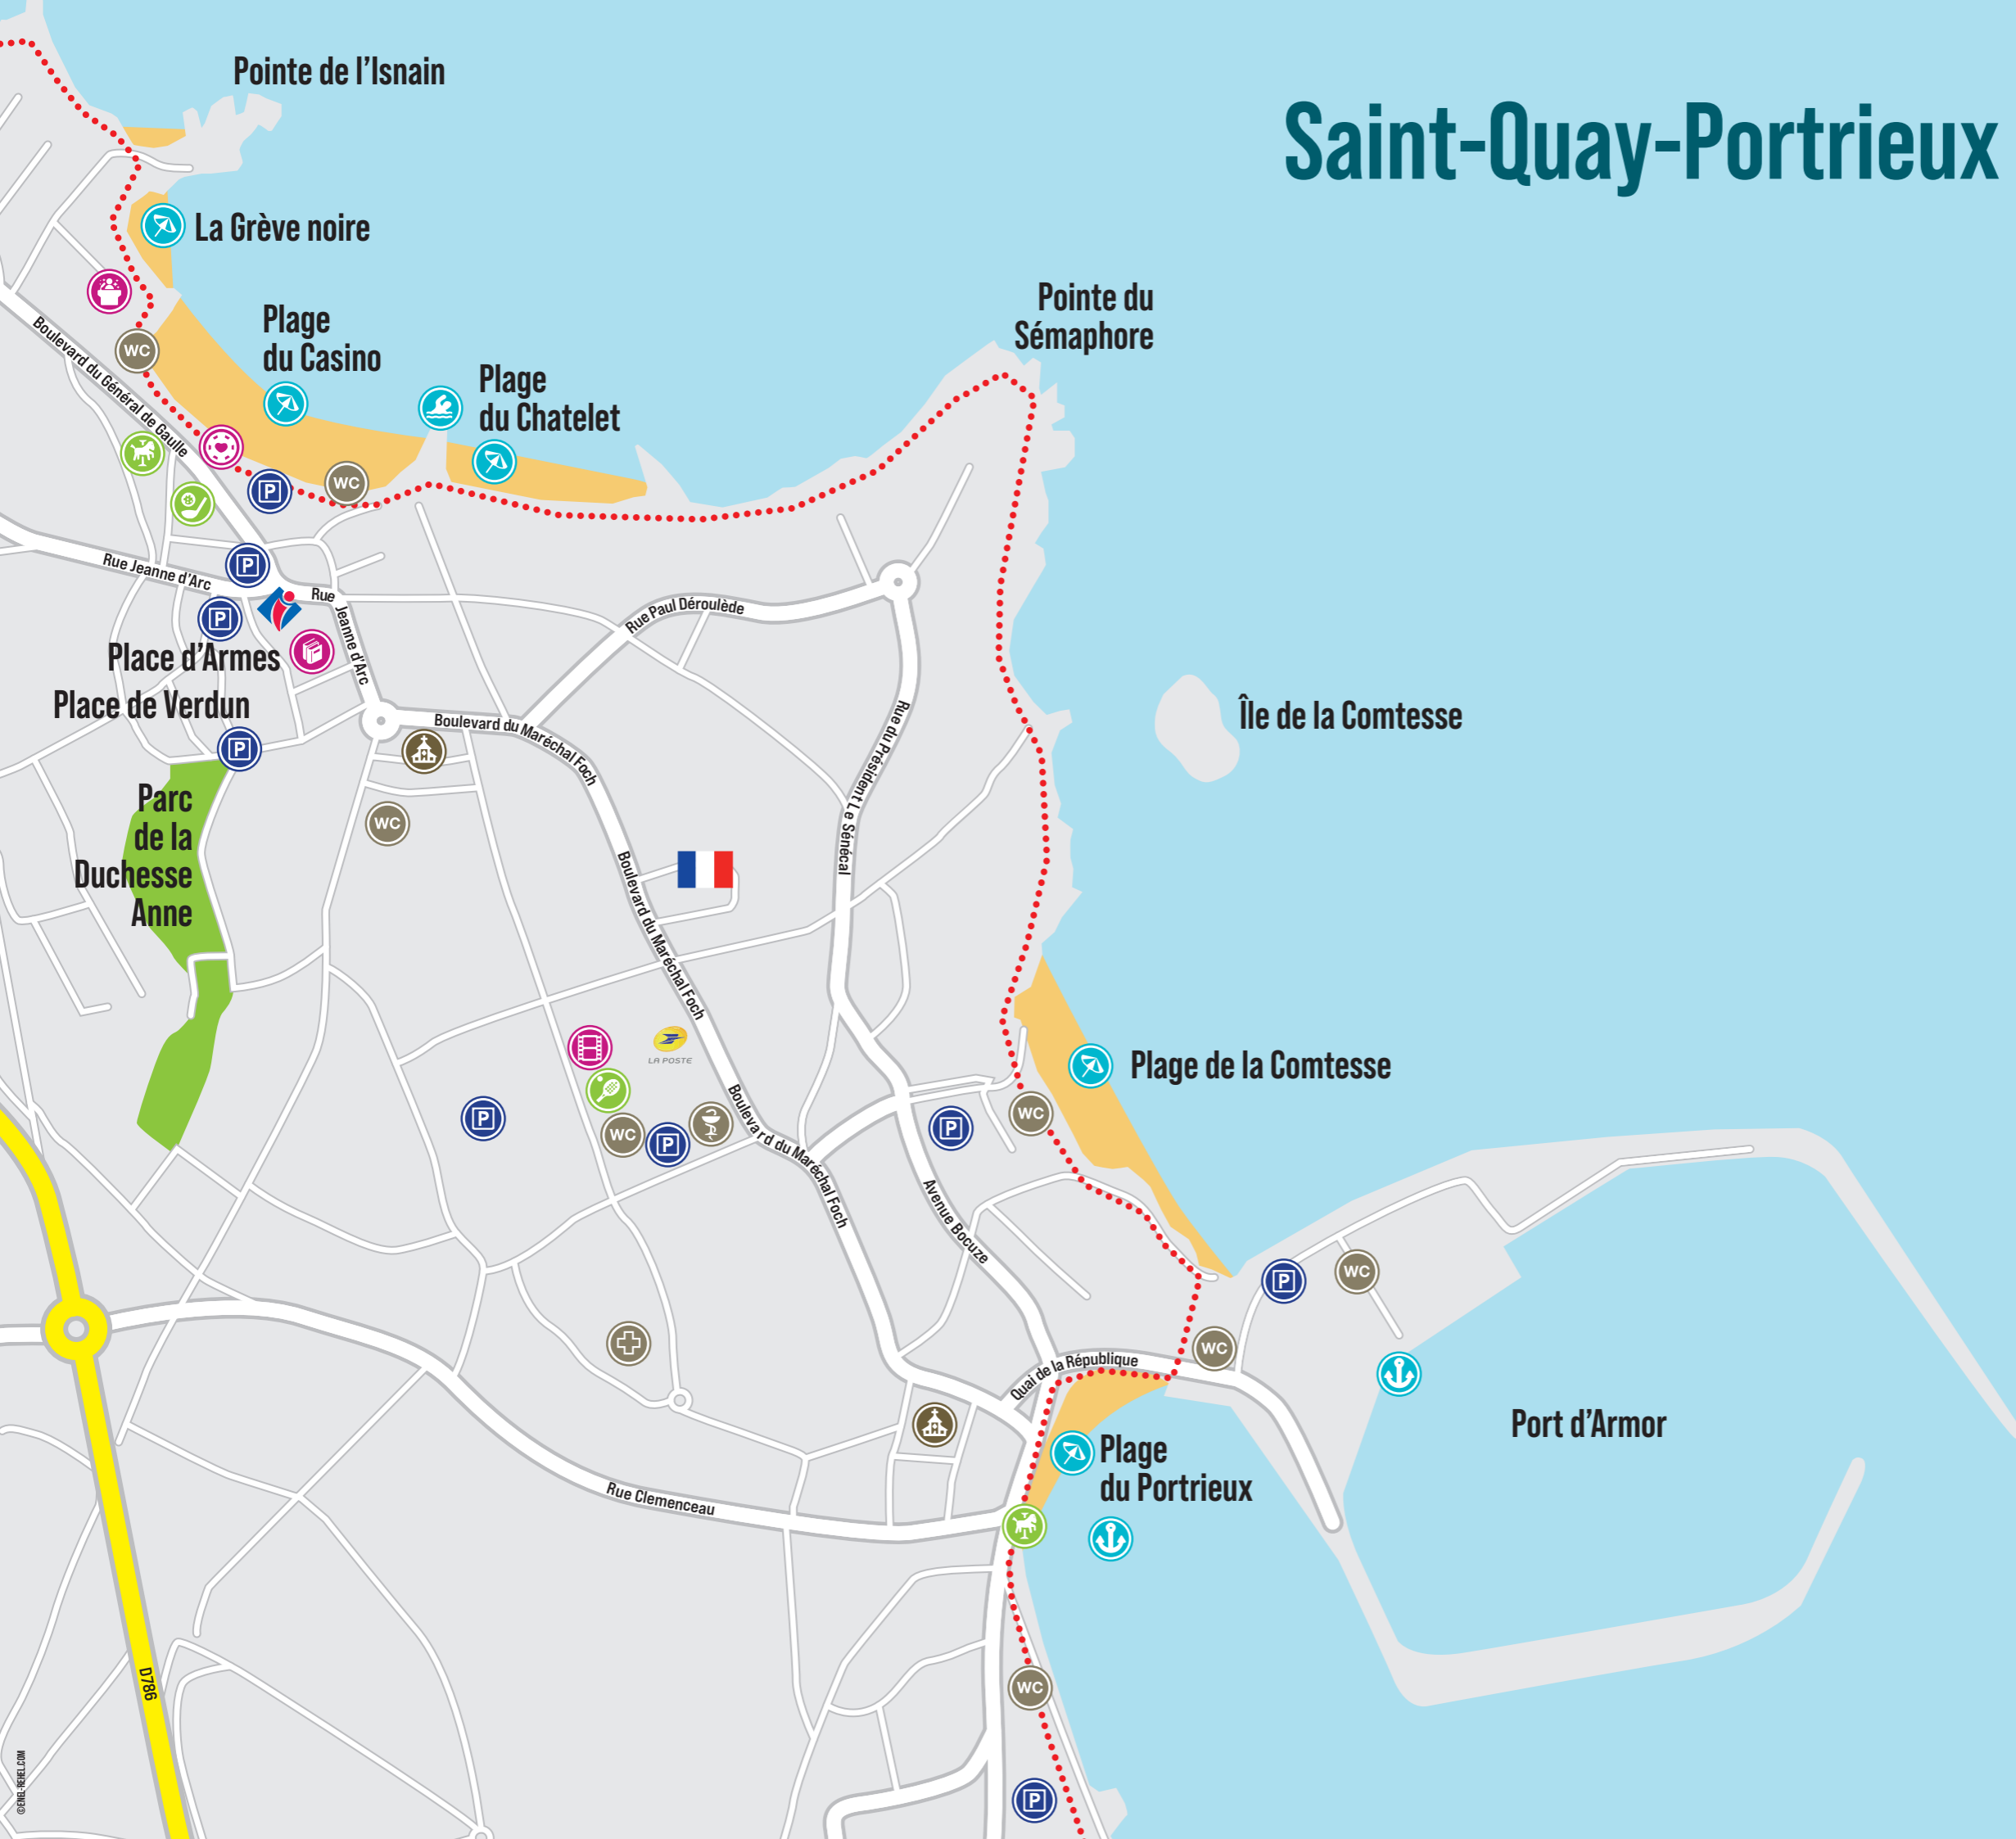 Saint-Quay-Portrieux
Pointe de l'Isnain
La Grève noire
Plage
du Casino
Plage
du Chatelet
Pointe du
Sémaphore
WC
Boulevard du Général de Gaulle
WC
P
P
P
Rue Jeanne d'Arc
Rue
Jeanne d'Arc
Place d'Armes
Place de Verdun
P
Rue Paul Déroulède
Boulevard du Maréchal Foch
Île de la Comtesse
Rue du Président Le Sénécal
Parc
de la
Duchesse
Anne
WC
Boulevard du Maréchal Foch
LA POSTE
Plage de la Comtesse
P
WC
P
P
WC
Boulevard du Maréchal Foch
Avenue Bocuze
P
WC
WC
Quai de la République
Port d'Armor
Plage
du Portrieux
Rue Clemenceau
D786
WC
P
©ENEL-REHEL.COM